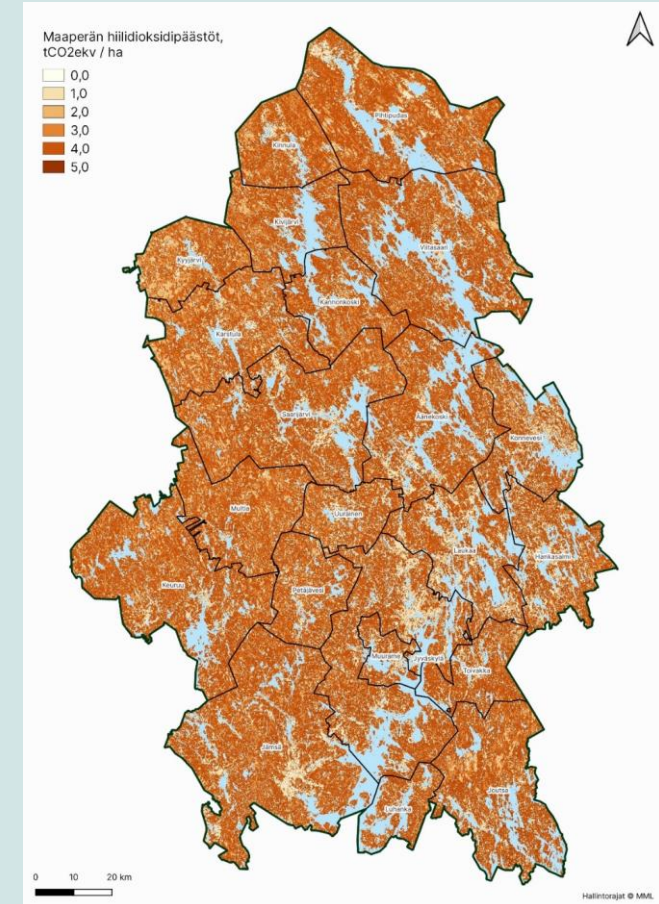 Maaperän hiilidioksidipäästöt,
tCO2ekv / ha
0,0
1,0
2,0
3,0
4,0
5,0
Pihtipudas
Kinnula
Kivijärvi
Viitasaari
Kyyjärvi
Kannonkoski
Karstula
Saarijärvi
Äänekoski
Konnevesi
Multia
Uurainen
Laukaa
Hankasalmi
Keuruu
Petäjävesi
Muurame
Jyväskylä
Toivakka
Jämsä
Joutsa
Luhanka
0 10 20 km
Hallintorajat © MML